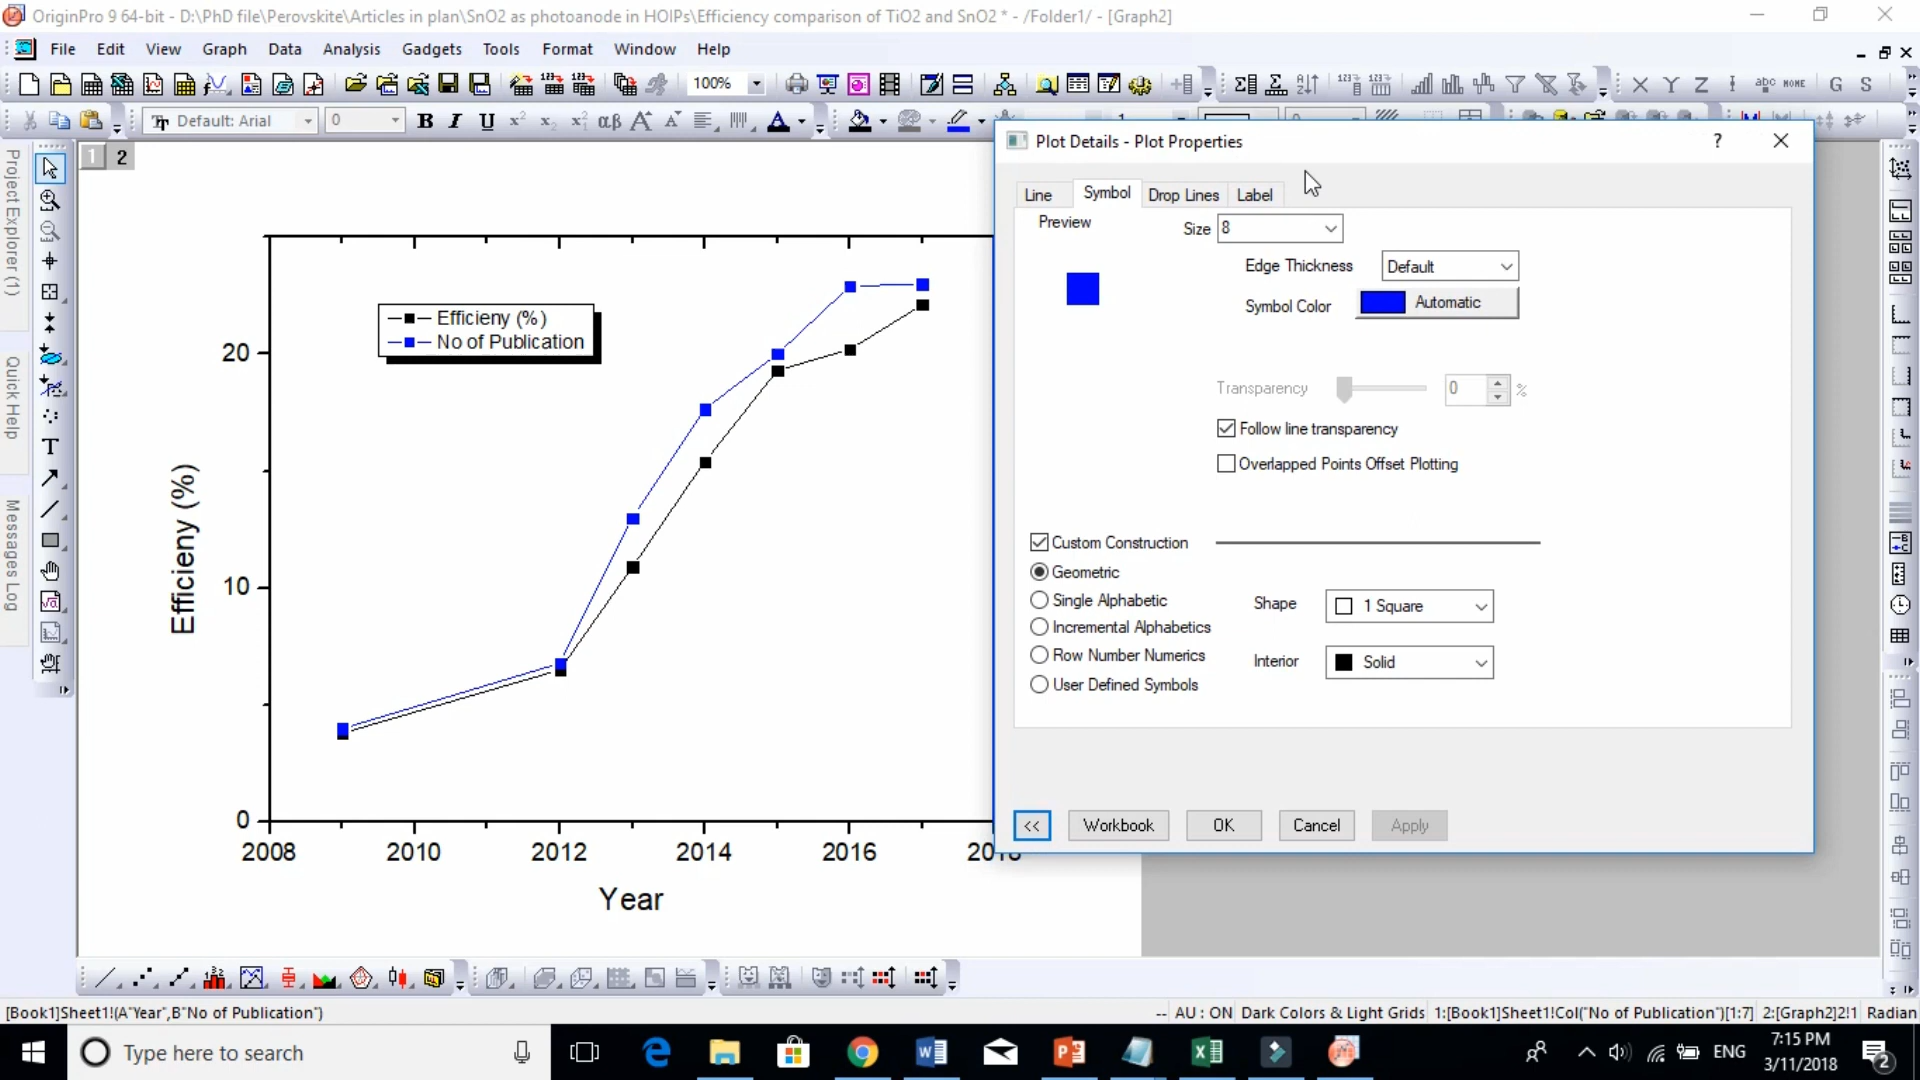 OriginPro 9 64-bit - D:\PhD file\Perovskite\Articles in plan\SnO2 as photoanode in HOIPs\Efficiency comparison of TiO2 and SnO2 * - /Folder1/ - [Graph2]
File Edit View Graph Data Analysis Gadgets Tools Format Window Help
100%
X Y Z abc HOME G S
Default: Arial 0 B I U αβ A A A
Project Explorer (1)
Quick Help
Messages Log
1 2
Efficieny (%)
No of Publication
20
10
0
2008 2010 2012 2014 2016
Efficieny (%)
Year
Plot Details - Plot Properties ?
Line Symbol Drop Lines Label
Preview
Size 8
Edge Thickness Default
Symbol Color Automatic
Transparency 0 %
Follow line transparency
Overlapped Points Offset Plotting
Custom Construction
Geometric
Single Alphabetic
Incremental Alphabetics
Row Number Numerics
User Defined Symbols
Shape 1 Square
Interior Solid
<< Workbook OK Cancel Apply
[Book1]Sheet1!(A"Year",B"No of Publication")
-- AU : ON Dark Colors & Light Grids 1:[Book1]Sheet1!Col("No of Publication")[1:7] 2:[Graph2]2!1 Radian
Type here to search
ENG
7:15 PM
3/11/2018
2